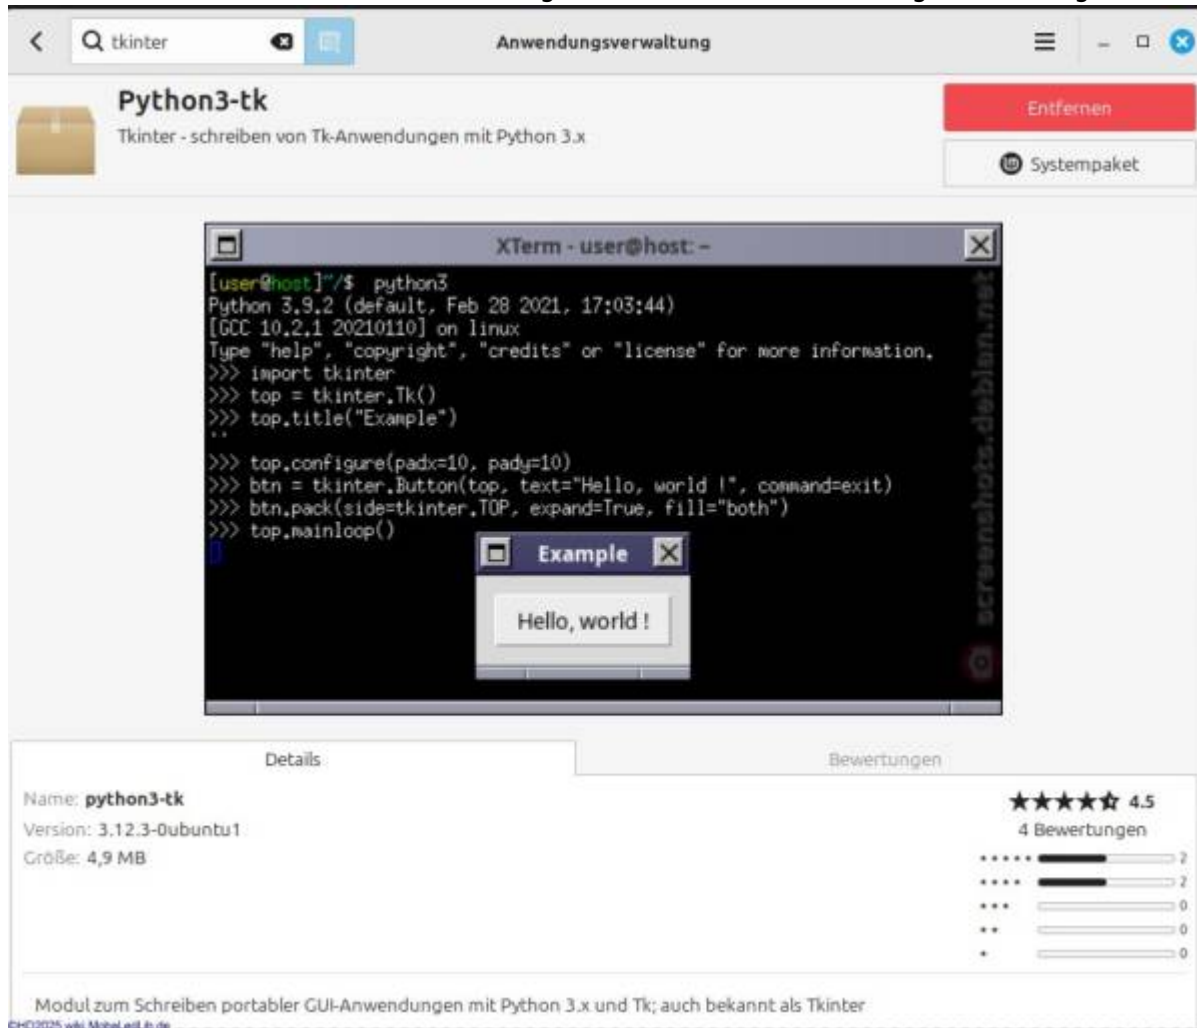 tkinter
Anwendungsverwaltung
Python3-tk
Tkinter - schreiben von Tk-Anwendungen mit Python 3.x
Entfernen
Systempaket
XTerm - user@host: ~
[user@host]~/$ python3
Python 3.9.2 (default, Feb 28 2021, 17:03:44)
[GCC 10.2.1 20210110] on linux
Type "help", "copyright", "credits" or "license" for more information.
>>> import tkinter
>>> top = tkinter.Tk()
>>> top.title("Example")
''
>>> top.configure(padx=10, pady=10)
>>> btn = tkinter.Button(top, text="Hello, world !", command=exit)
>>> btn.pack(side=tkinter.TOP, expand=True, fill="both")
>>> top.mainloop()
Example
Hello, world !
screenshots.debian.net
Details
Bewertungen
Name: python3-tk
Version: 3.12.3-0ubuntu1
Größe: 4,9 MB
4.5
4 Bewertungen
2
2
0
0
0
Modul zum Schreiben portabler GUI-Anwendungen mit Python 3.x und Tk; auch bekannt als Tkinter